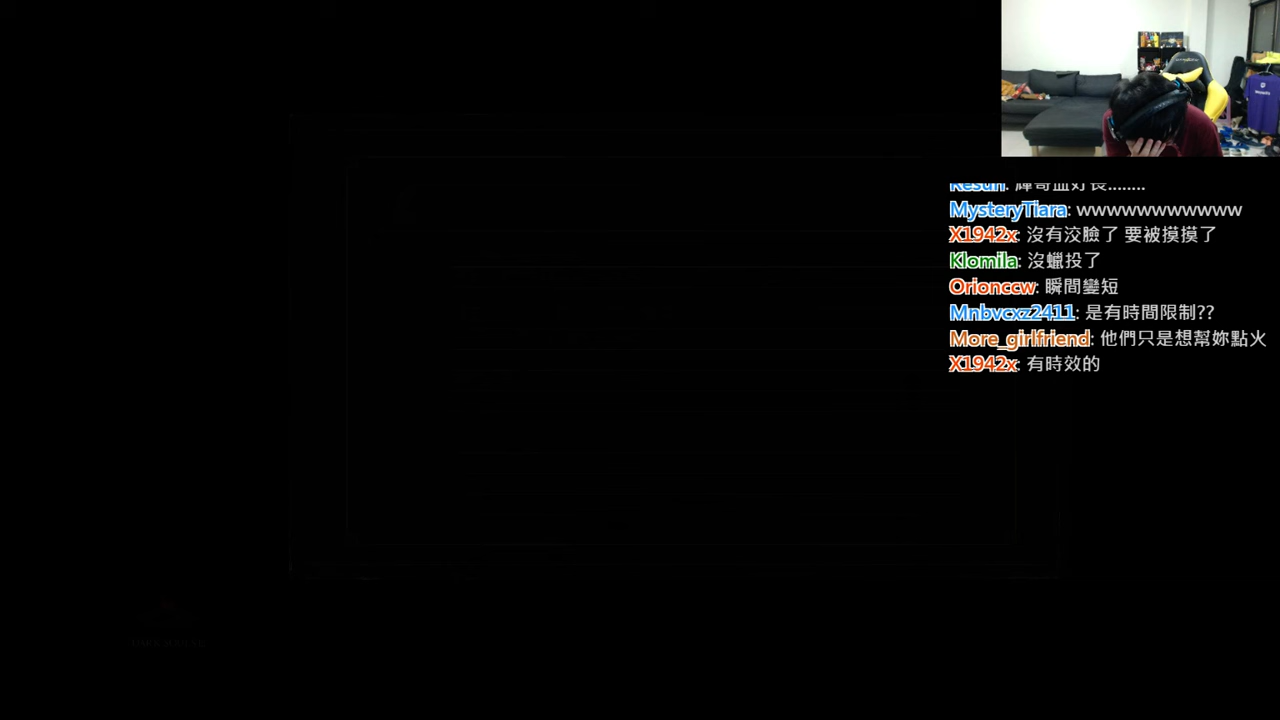 MysteryTiara: wwwwwwwwwww
X1942x: 沒有洨臉了 要被摸摸了
Klomila: 沒蠟投了
Orionccw: 瞬間變短
Mnbvcxz2411: 是有時間限制??
More_girlfriend: 他們只是想幫妳點火
X1942x: 有時效的